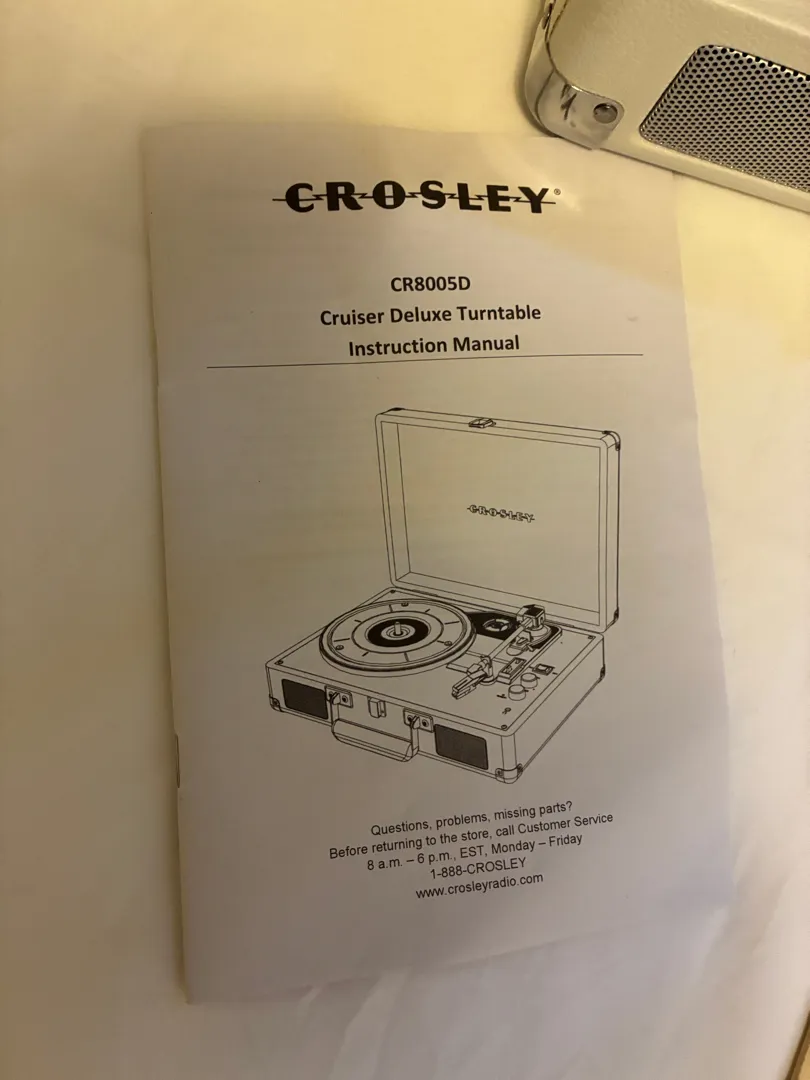 CROSLEY®
CR8005D
Cruiser Deluxe Turntable
Instruction Manual
CROSLEY
Questions, problems, missing parts?
Before returning to the store, call Customer Service
8 a.m. – 6 p.m., EST, Monday – Friday
1-888-CROSLEY
www.crosleyradio.com